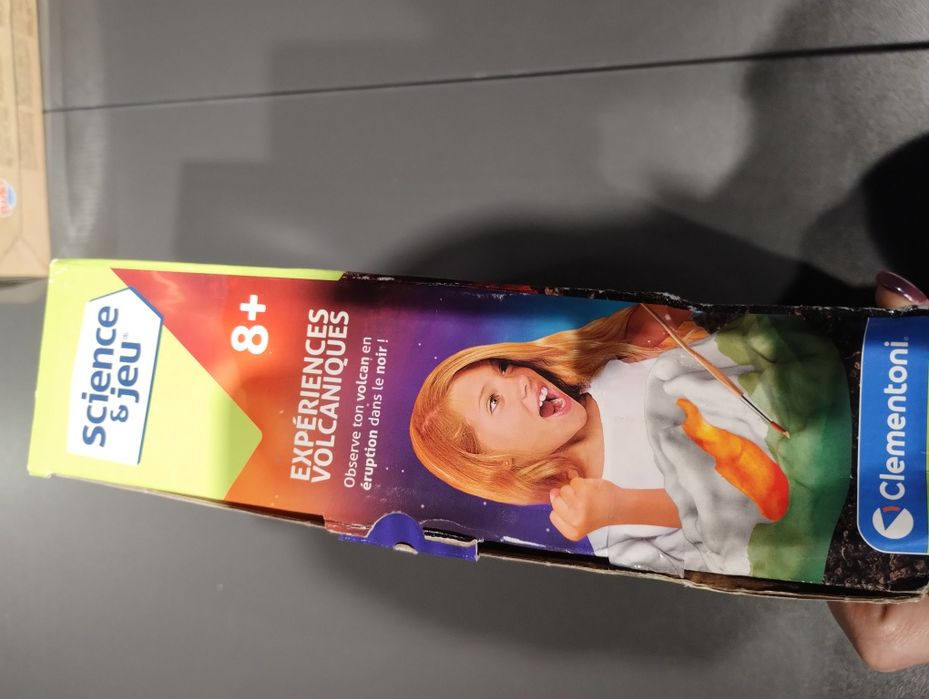 Science
& jeu
8+
EXPÉRIENCES
VOLCANIQUES
Observe ton volcan en
éruption dans le noir !
Clementoni®